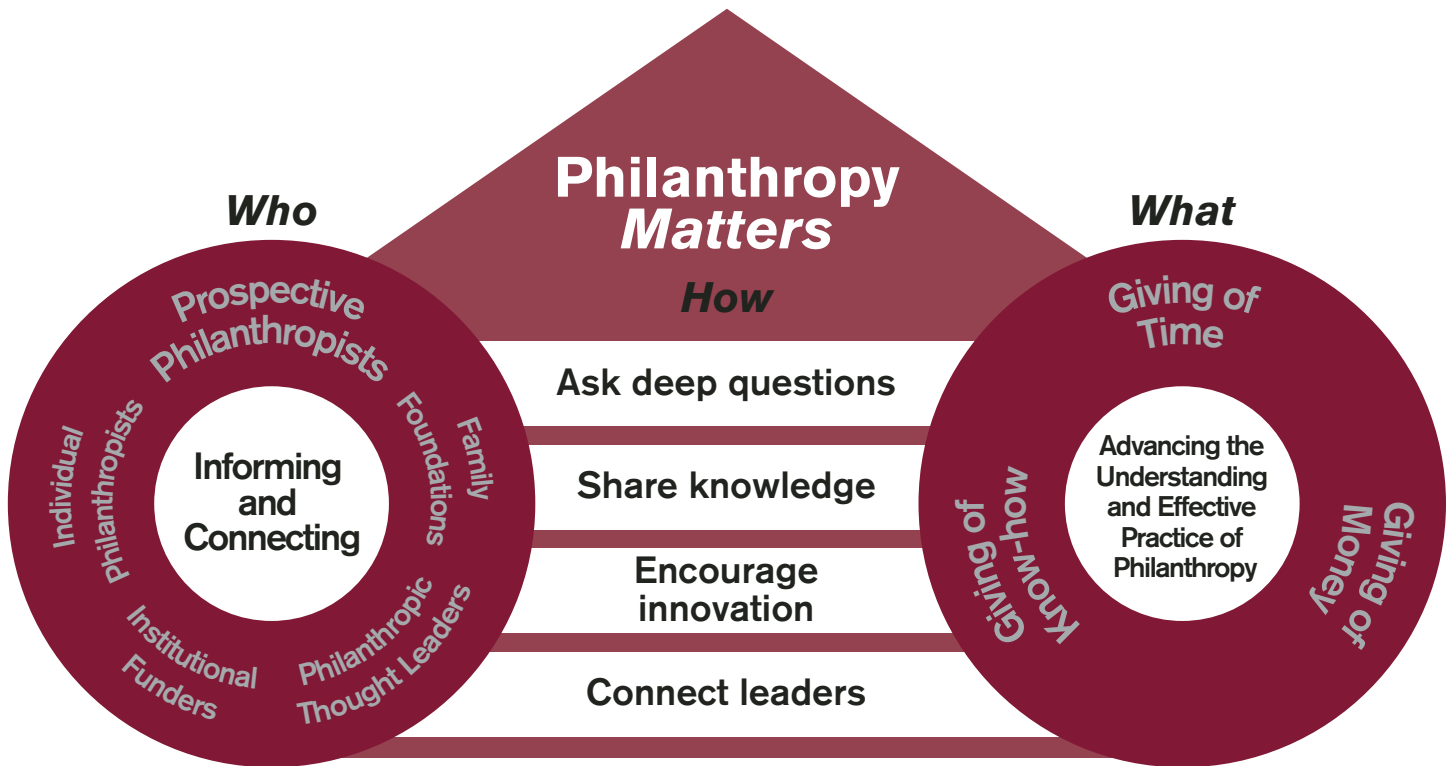 Philanthropy
Matters
Who
Prospective
Philanthropists
Family
Foundations
Philanthropic
Thought Leaders
Institutional
Funders
Individual
Philanthropists
Informing
and
Connecting
How
Ask deep questions
Share knowledge
Encourage
innovation
Connect leaders
What
Giving of
Time
Giving of
Money
Giving of
Know-how
Advancing the
Understanding
and Effective
Practice of
Philanthropy